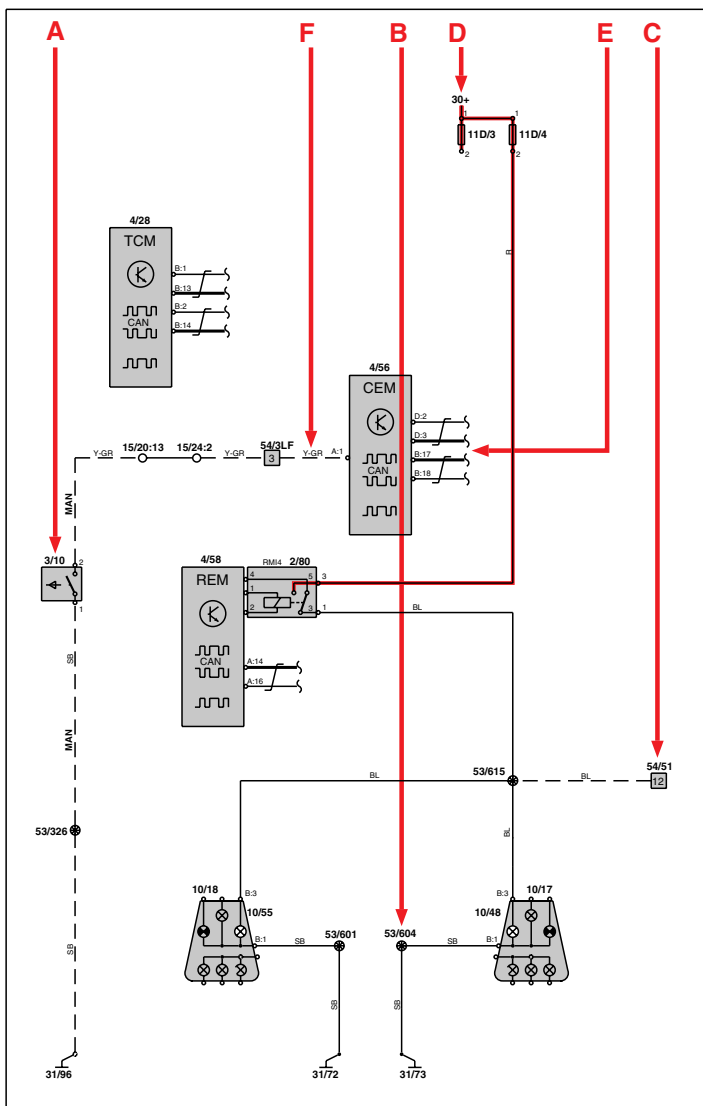 A F B D E C
30+
1 1
11D/3 11D/4
2 2
R
4/28
TCM
B:1
B:13
B:2
CAN
B:14
4/56
CEM
D:2
D:3
B:17
CAN
B:18
Y-GR 15/20:13 15/24:2 Y-GR 54/3LF 3 Y-GR A:1
MAN
3/10 2
1
4/58 RMI4 2/80
REM 4 5 3
1
2 3 1 BL
SB
CAN A:14
A:16
MAN
54/51
53/615
BL BL 12
53/326
BL
10/18 B:3 B:3 10/17
10/55 10/48
B:1 SB 53/601 53/604 SB B:1
SB
SB SB
31/96 31/72 31/73